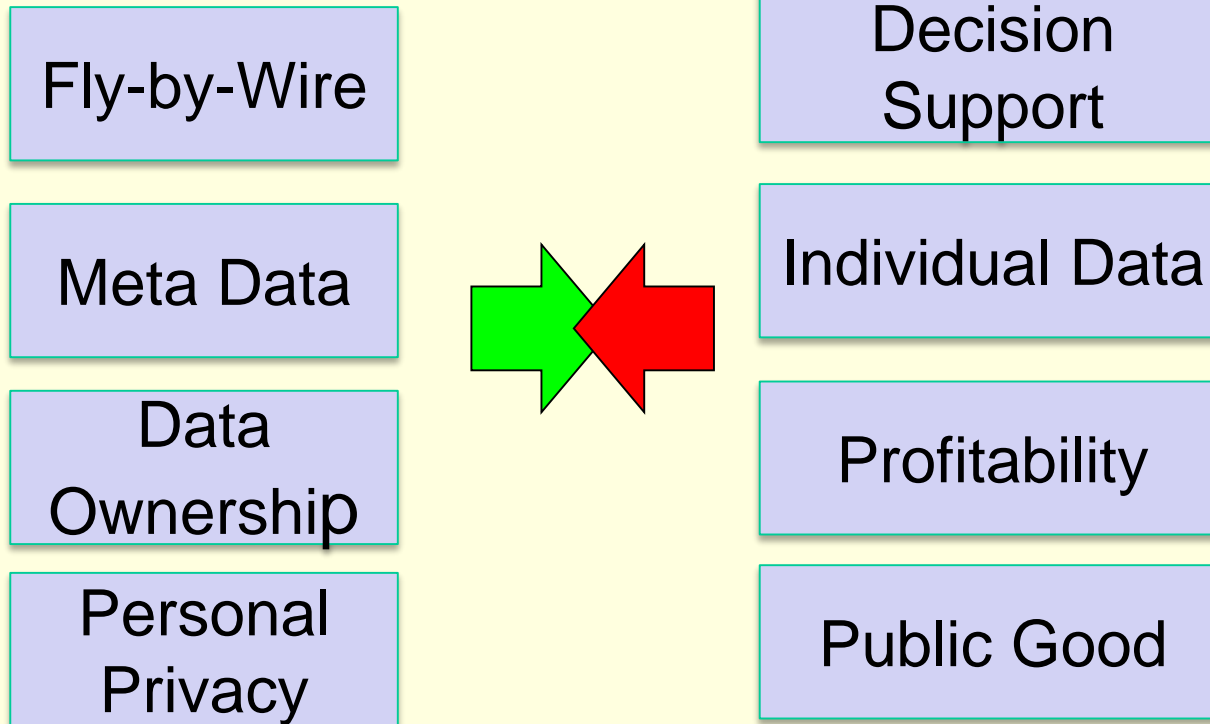 Fly-by-Wire
Decision
Support
Meta Data
Individual Data
Data
Ownership
Profitability
Personal
Privacy
Public Good